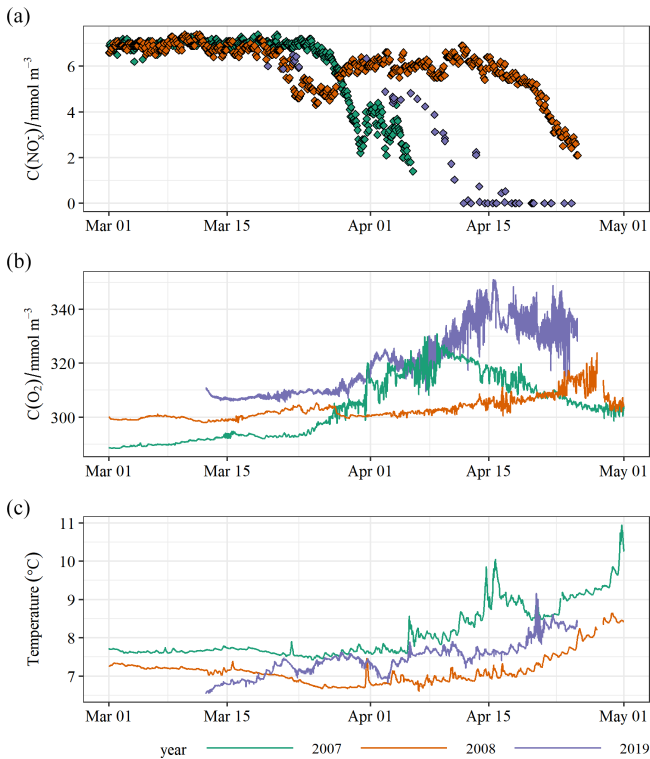 (a)
C(NOx)/mmol m⁻³
6
4
2
0
Mar 01 Mar 15 Apr 01 Apr 15 May 01
(b)
C(O₂)/mmol m⁻³
340
320
300
Mar 01 Mar 15 Apr 01 Apr 15 May 01
(c)
Temperature (°C)
11
10
9
8
7
Mar 01 Mar 15 Apr 01 Apr 15 May 01
year 2007 2008 2019